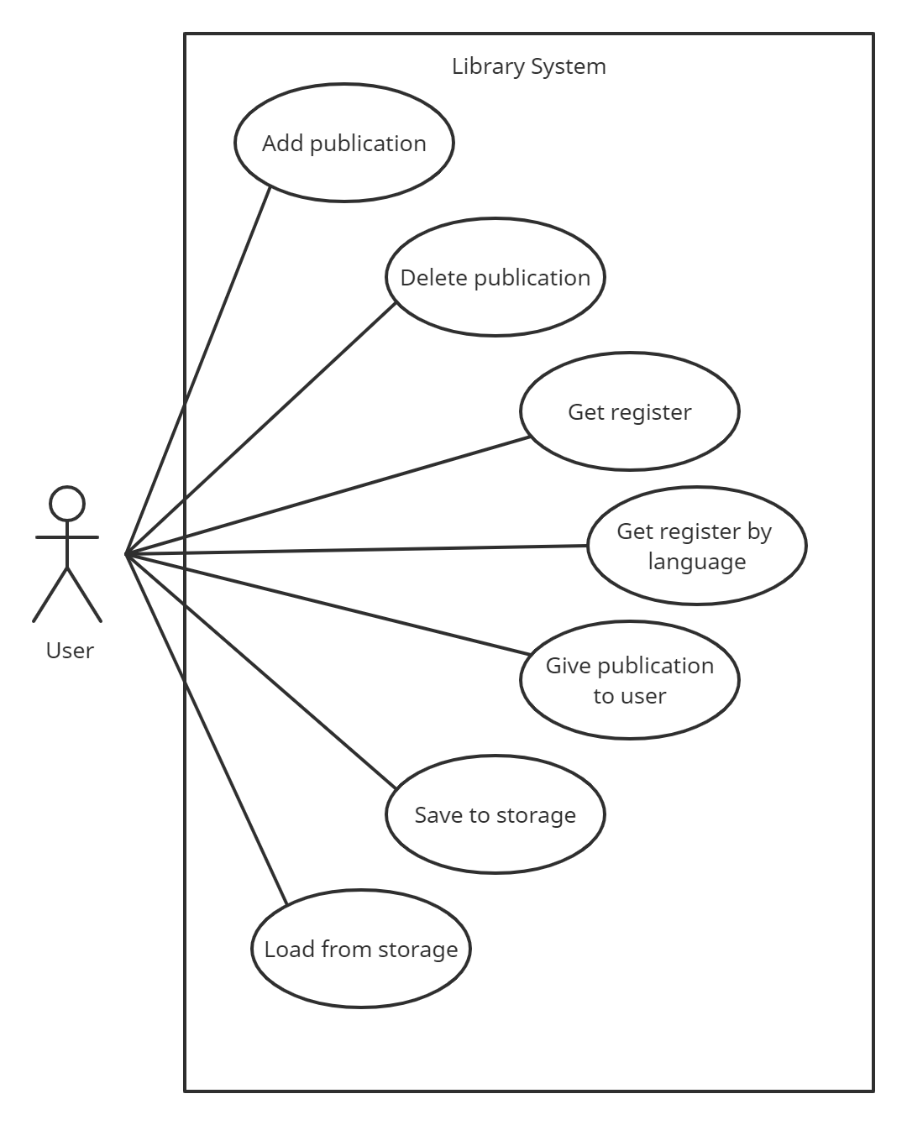 Library System
Add publication
Delete publication
Get register
Get register by
language
Give publication
to user
Save to storage
Load from storage
User